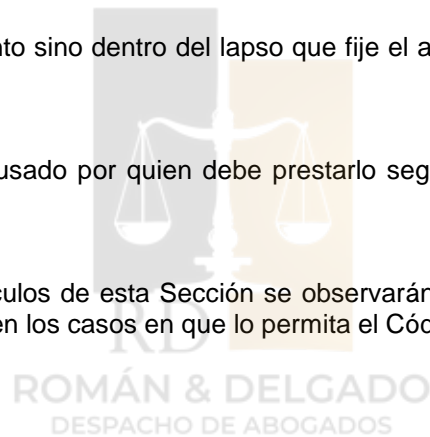 nto sino dentro del lapso que fije el a
usado por quien debe prestarlo seg
culos de esta Sección se observarán
en los casos en que lo permita el Cód
RD
ROMÁN & DELGADO
DESPACHO DE ABOGADOS